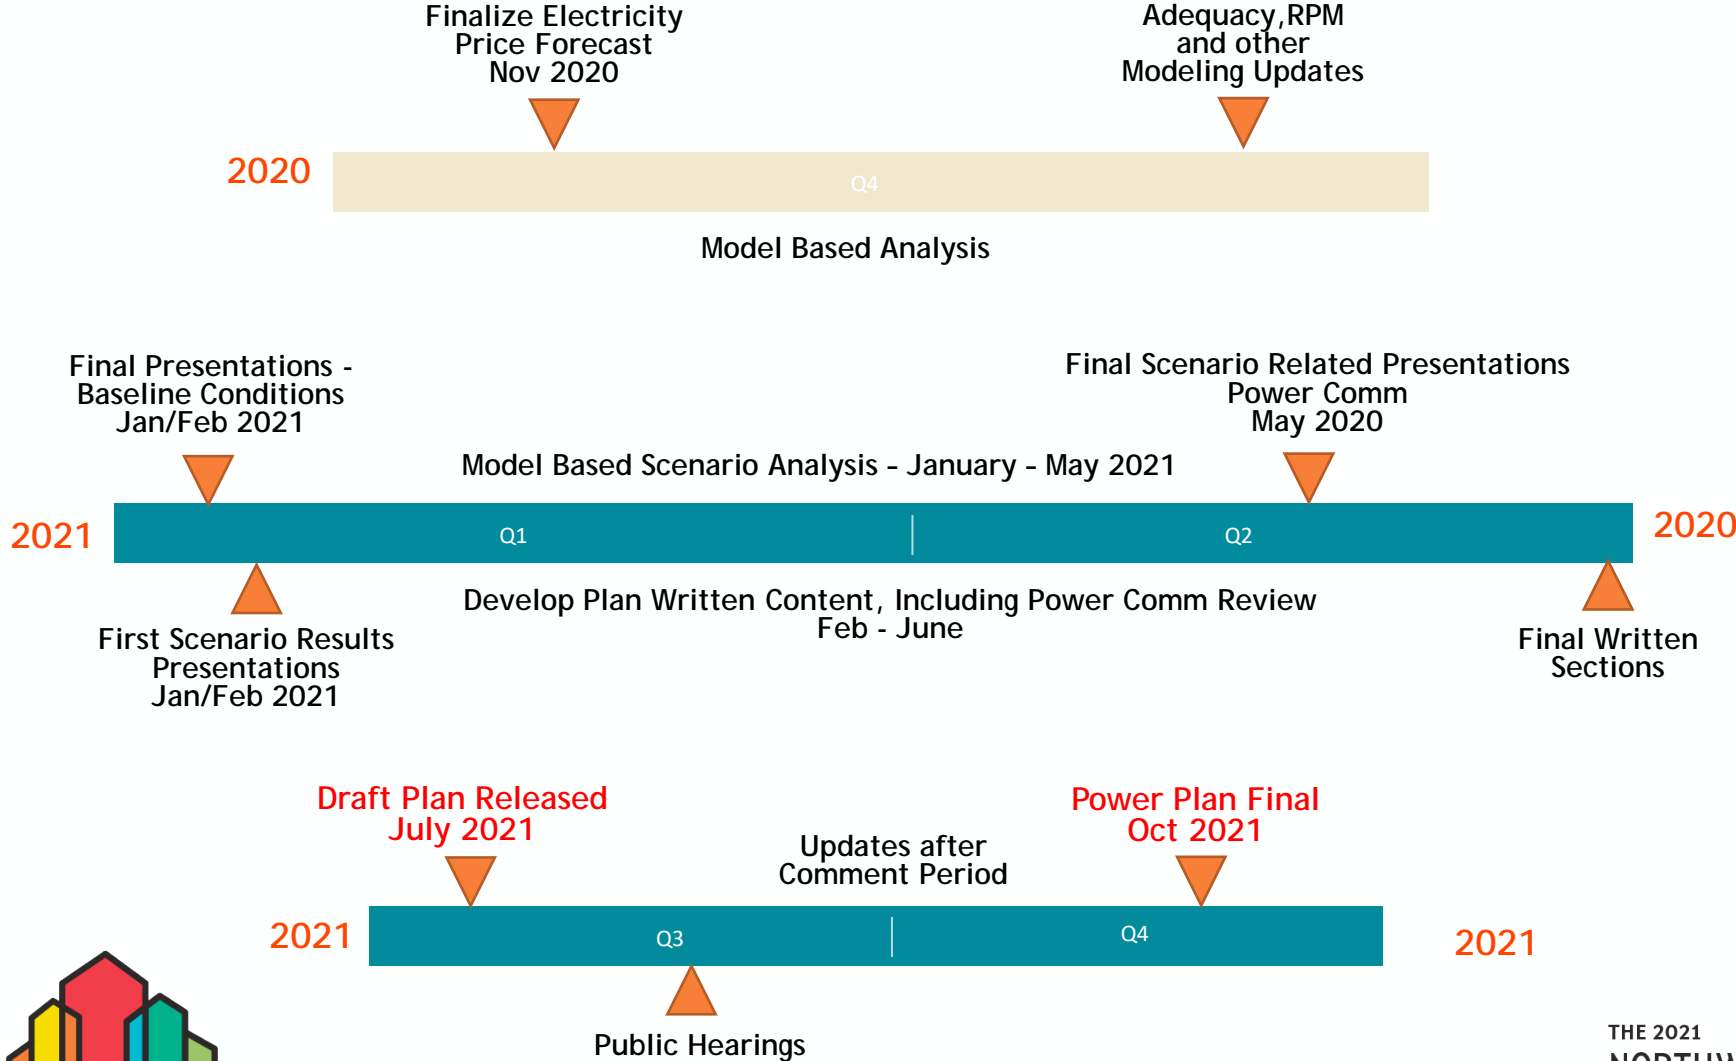 Finalize Electricity
Price Forecast
Nov 2020
Adequacy,RPM
and other
Modeling Updates
2020
Q4
Model Based Analysis
Final Presentations -
Baseline Conditions
Jan/Feb 2021
Final Scenario Related Presentations
Power Comm
May 2020
Model Based Scenario Analysis - January - May 2021
2021
Q1
Q2
2020
First Scenario Results
Presentations
Jan/Feb 2021
Develop Plan Written Content, Including Power Comm Review
Feb - June
Final Written
Sections
Draft Plan Released
July 2021
Updates after
Comment Period
Power Plan Final
Oct 2021
2021
Q3
Q4
2021
Public Hearings
THE 2021